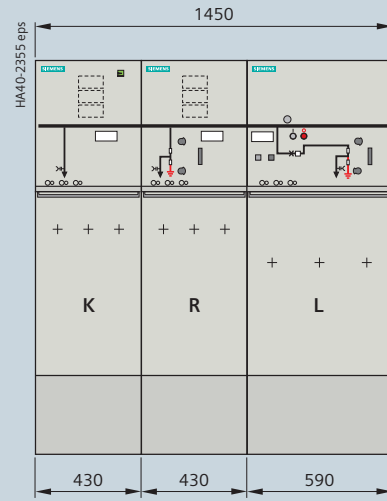 1450
HA40-2355 eps
SIEMENS SIEMENS SIEMENS
K R L
430 430 590